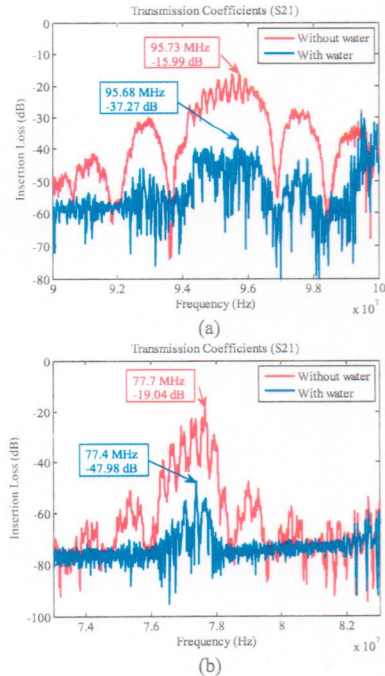 Transmission Coefficients (S21)
0
-10
-20
-30
-40
-50
-60
-70
-80
Insertion Loss (dB)
95.73 MHz
-15.99 dB
95.68 MHz
-37.27 dB
Without water
With water
9
9.2
9.4
9.6
9.8
10
Frequency (Hz)
x 10^7
(a)
Transmission Coefficients (S21)
0
-20
-40
-60
-80
-100
Insertion Loss (dB)
77.7 MHz
-19.04 dB
77.4 MHz
-47.98 dB
Without water
With water
7.4
7.6
7.8
8
8.2
Frequency (Hz)
x 10^7
(b)